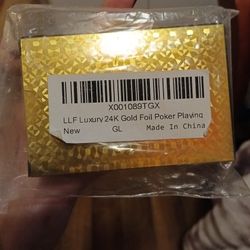 X001089TGX
LLF Luxury 24K Gold Foil Poker Playing
New GL Made In China